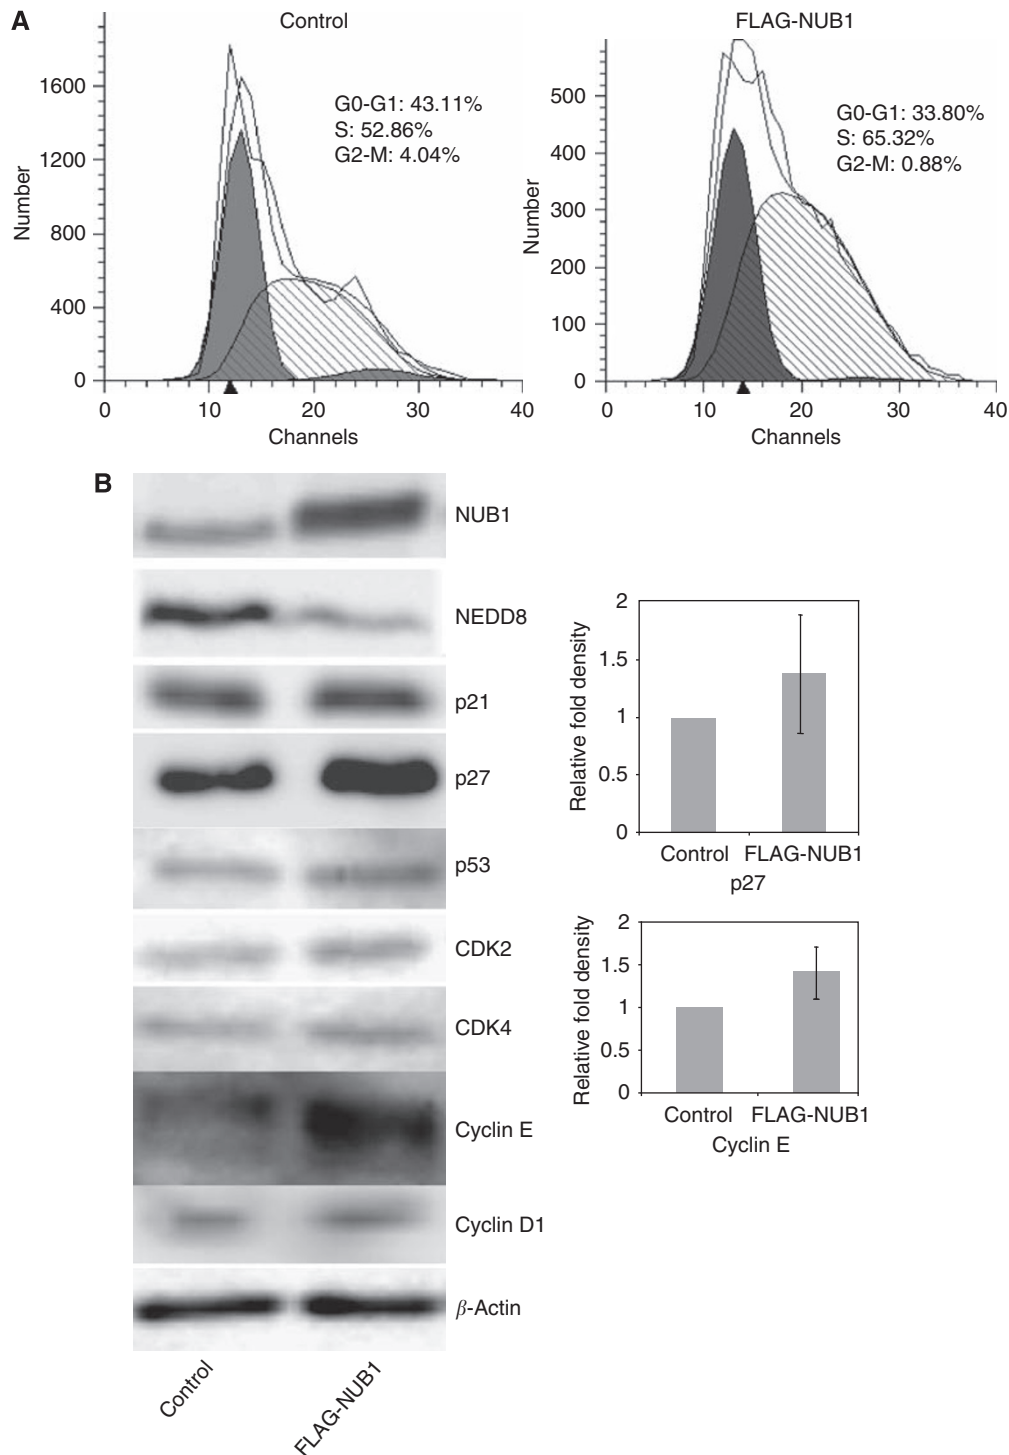 A
Control
1600
1200
800
400
0
Number
G0-G1: 43.11%
S: 52.86%
G2-M: 4.04%
0 10 20 30 40
Channels
FLAG-NUB1
500
400
300
200
100
0
Number
G0-G1: 33.80%
S: 65.32%
G2-M: 0.88%
0 10 20 30 40
Channels
B
NUB1
NEDD8
p21
p27
p53
CDK2
CDK4
Cyclin E
Cyclin D1
β-Actin
Control
FLAG-NUB1
2
1.5
1
0.5
0
Relative fold density
Control FLAG-NUB1
p27
2
1.5
1
0.5
0
Relative fold density
Control FLAG-NUB1
Cyclin E